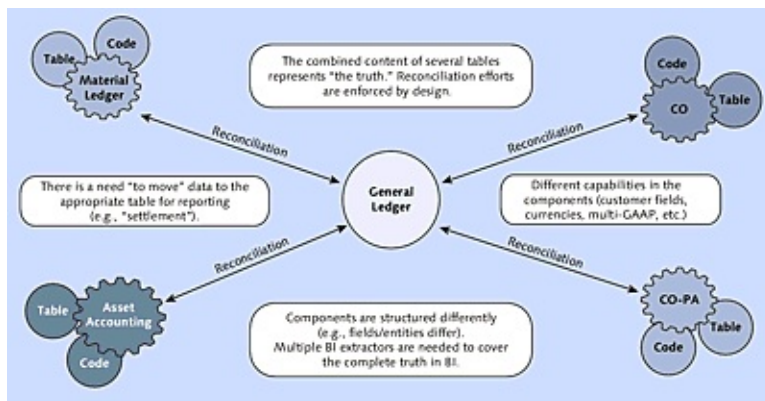 Code
Table
Material
Ledger
The combined content of several tables
represents “the truth.” Reconciliation efforts
are enforced by design.
Code
CO
Table
Reconciliation
Reconciliation
There is a need “to move” data to the
appropriate table for reporting
(e.g., “settlement”).
General
Ledger
Different capabilities in the
components (customer fields,
currencies, multi-GAAP, etc.)
Reconciliation
Reconciliation
Table
Asset
Accounting
Code
Components are structured differently
(e.g., fields/entities differ).
Multiple BI extractors are needed to cover
the complete truth in BI.
CO-PA
Table
Code